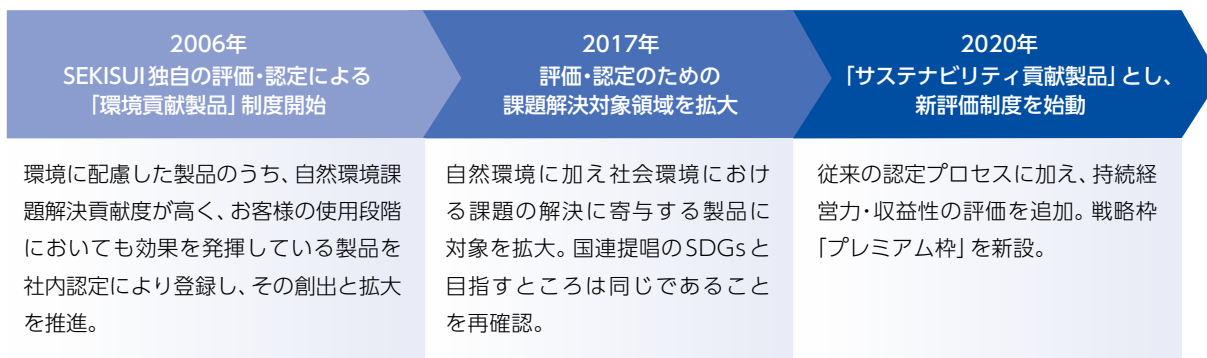 2006年
SEKISUI独自の評価・認定による
「環境貢献製品」制度開始
環境に配慮した製品のうち、自然環境課
題解決貢献度が高く、お客様の使用段階
においても効果を発揮している製品を
社内認定により登録し、その創出と拡大
を推進。
2017年
評価・認定のための
課題解決対象領域を拡大
自然環境に加え社会環境におけ
る課題の解決に寄与する製品に
対象を拡大。国連提唱のSDGsと
目指すところは同じであること
を再確認。
2020年
「サステナビリティ貢献製品」とし、
新評価制度を始動
従来の認定プロセスに加え、持続経
営力・収益性の評価を追加。戦略枠
「プレミアム枠」を新設。